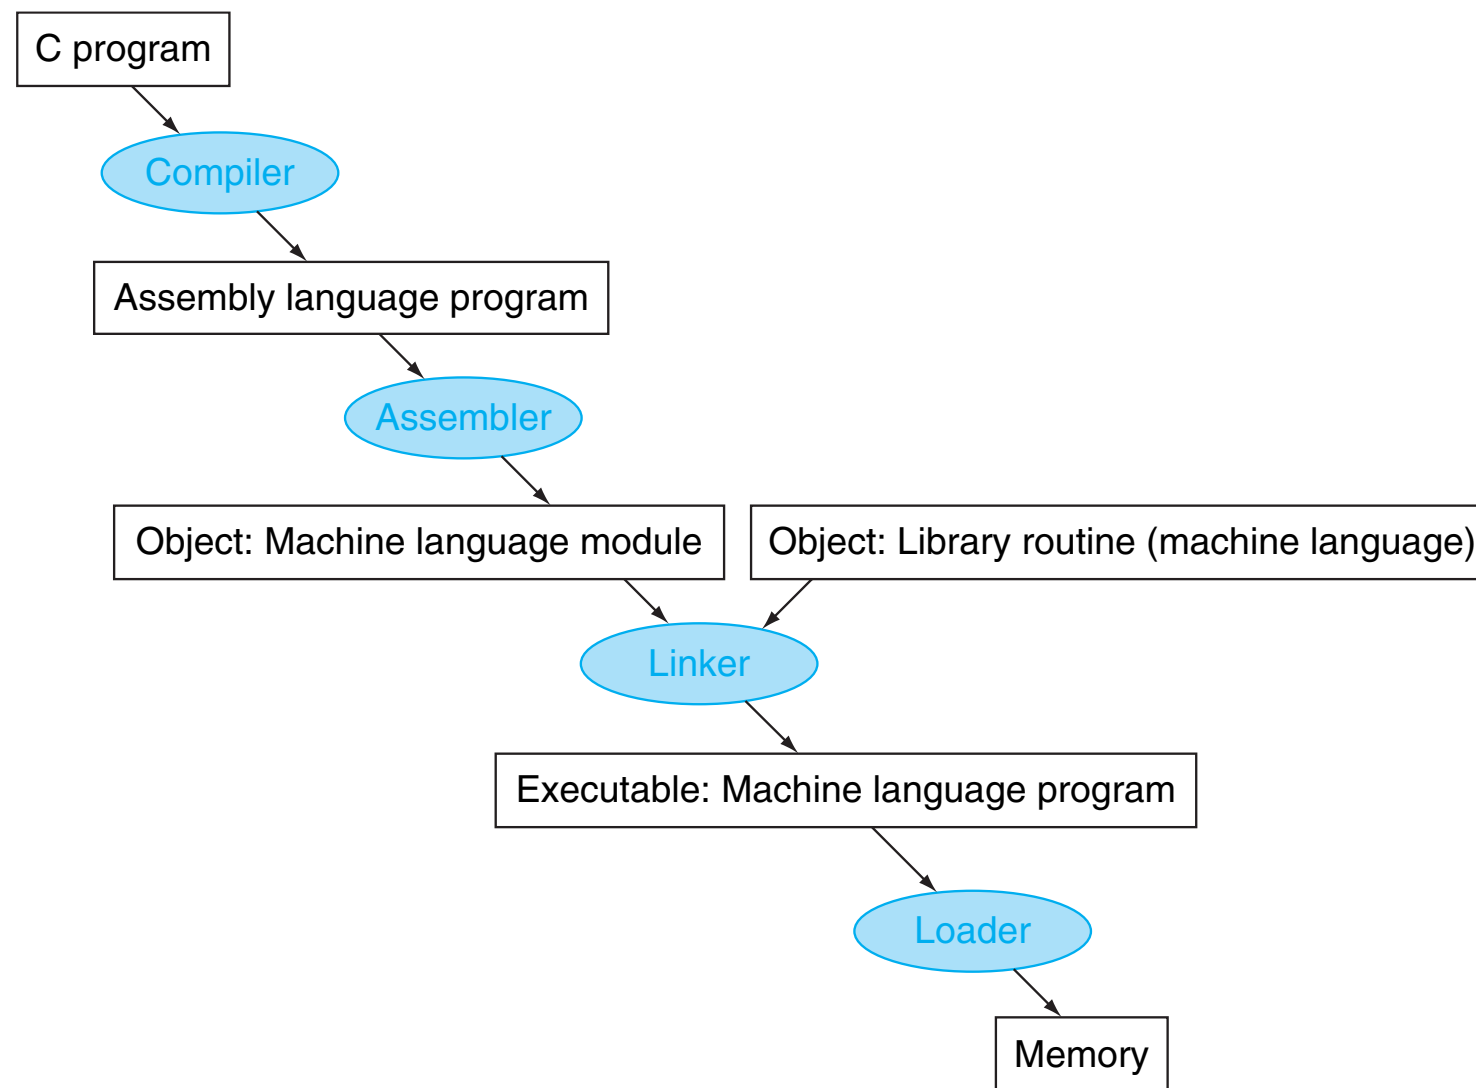 C program
Compiler
Assembly language program
Assembler
Object: Machine language module
Object: Library routine (machine language)
Linker
Executable: Machine language program
Loader
Memory